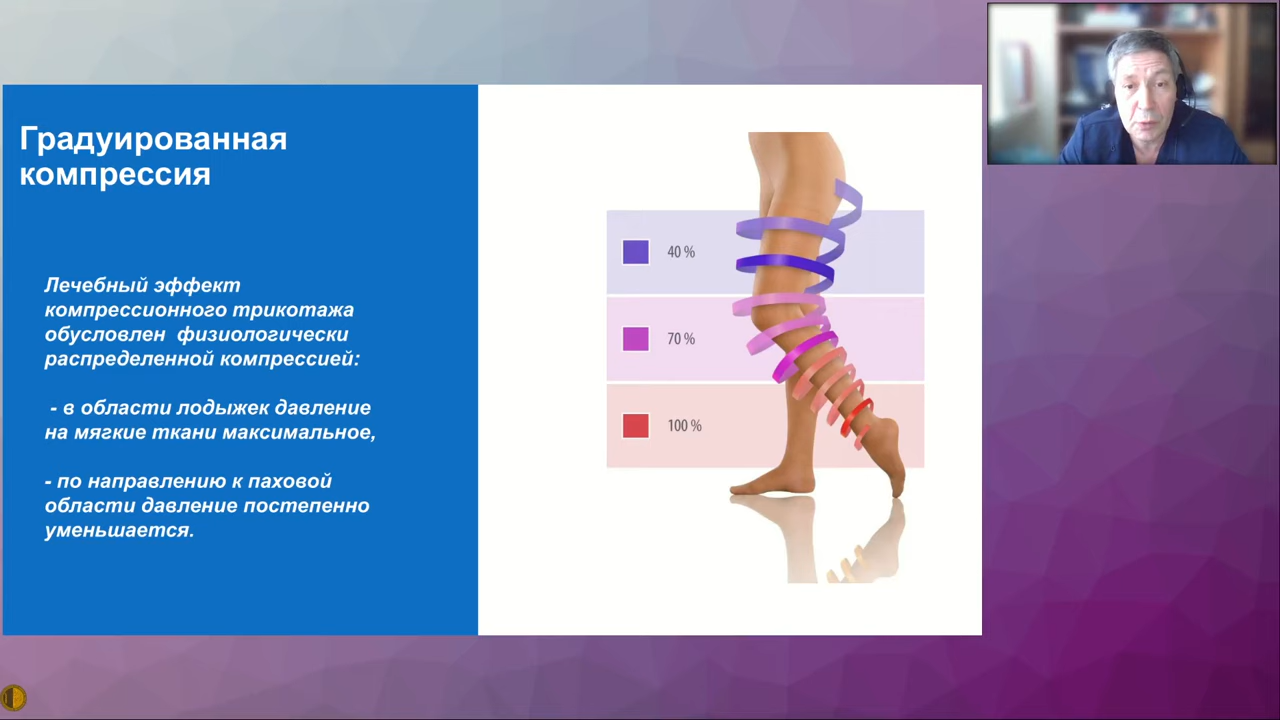 Градуированная
компрессия
Лечебный эффект
компрессионного трикотажа
обусловлен физиологически
распределенной компрессией:
- в области лодыжек давление
на мягкие ткани максимальное,
- по направлению к паховой
области давление постепенно
уменьшается.
40 %
70 %
100 %